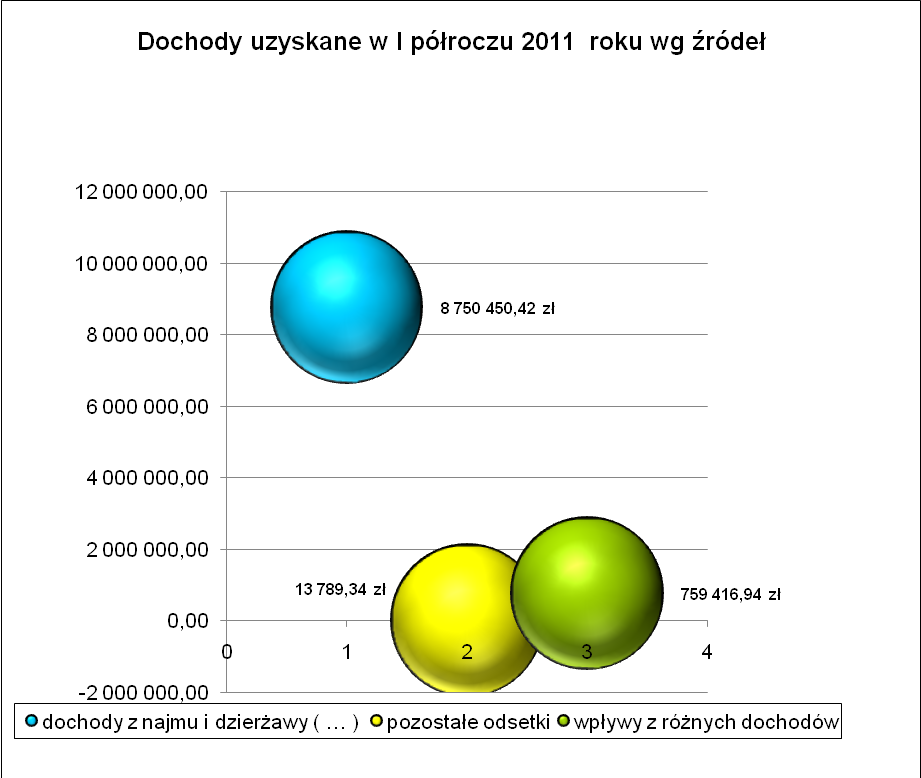 Dochody uzyskane w I półroczu 2011 roku wg źródeł
12 000 000,00
10 000 000,00
8 750 450,42 zł
8 000 000,00
6 000 000,00
4 000 000,00
2 000 000,00
13 789,34 zł
759 416,94 zł
0,00
0 1 2 3 4
-2 000 000,00
dochody z najmu i dzierżawy ( ... ) pozostałe odsetki wpływy z różnych dochodów